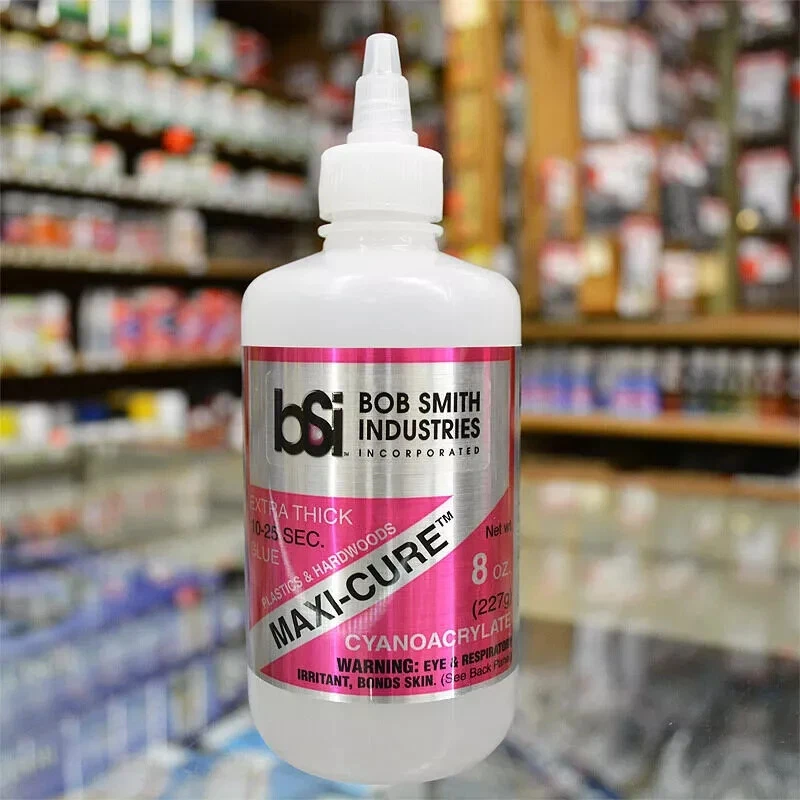 bsi™ BOB SMITH
INDUSTRIES
INCORPORATED
EXTRA THICK
10-25 SEC.
GLUE
PLASTICS & HARDWOODS
MAXI-CURE™
Net wt.
8 oz.
(227g)
CYANOACRYLATE
WARNING: EYE & RESPIRATORY
IRRITANT, BONDS SKIN. (See Back Panel)